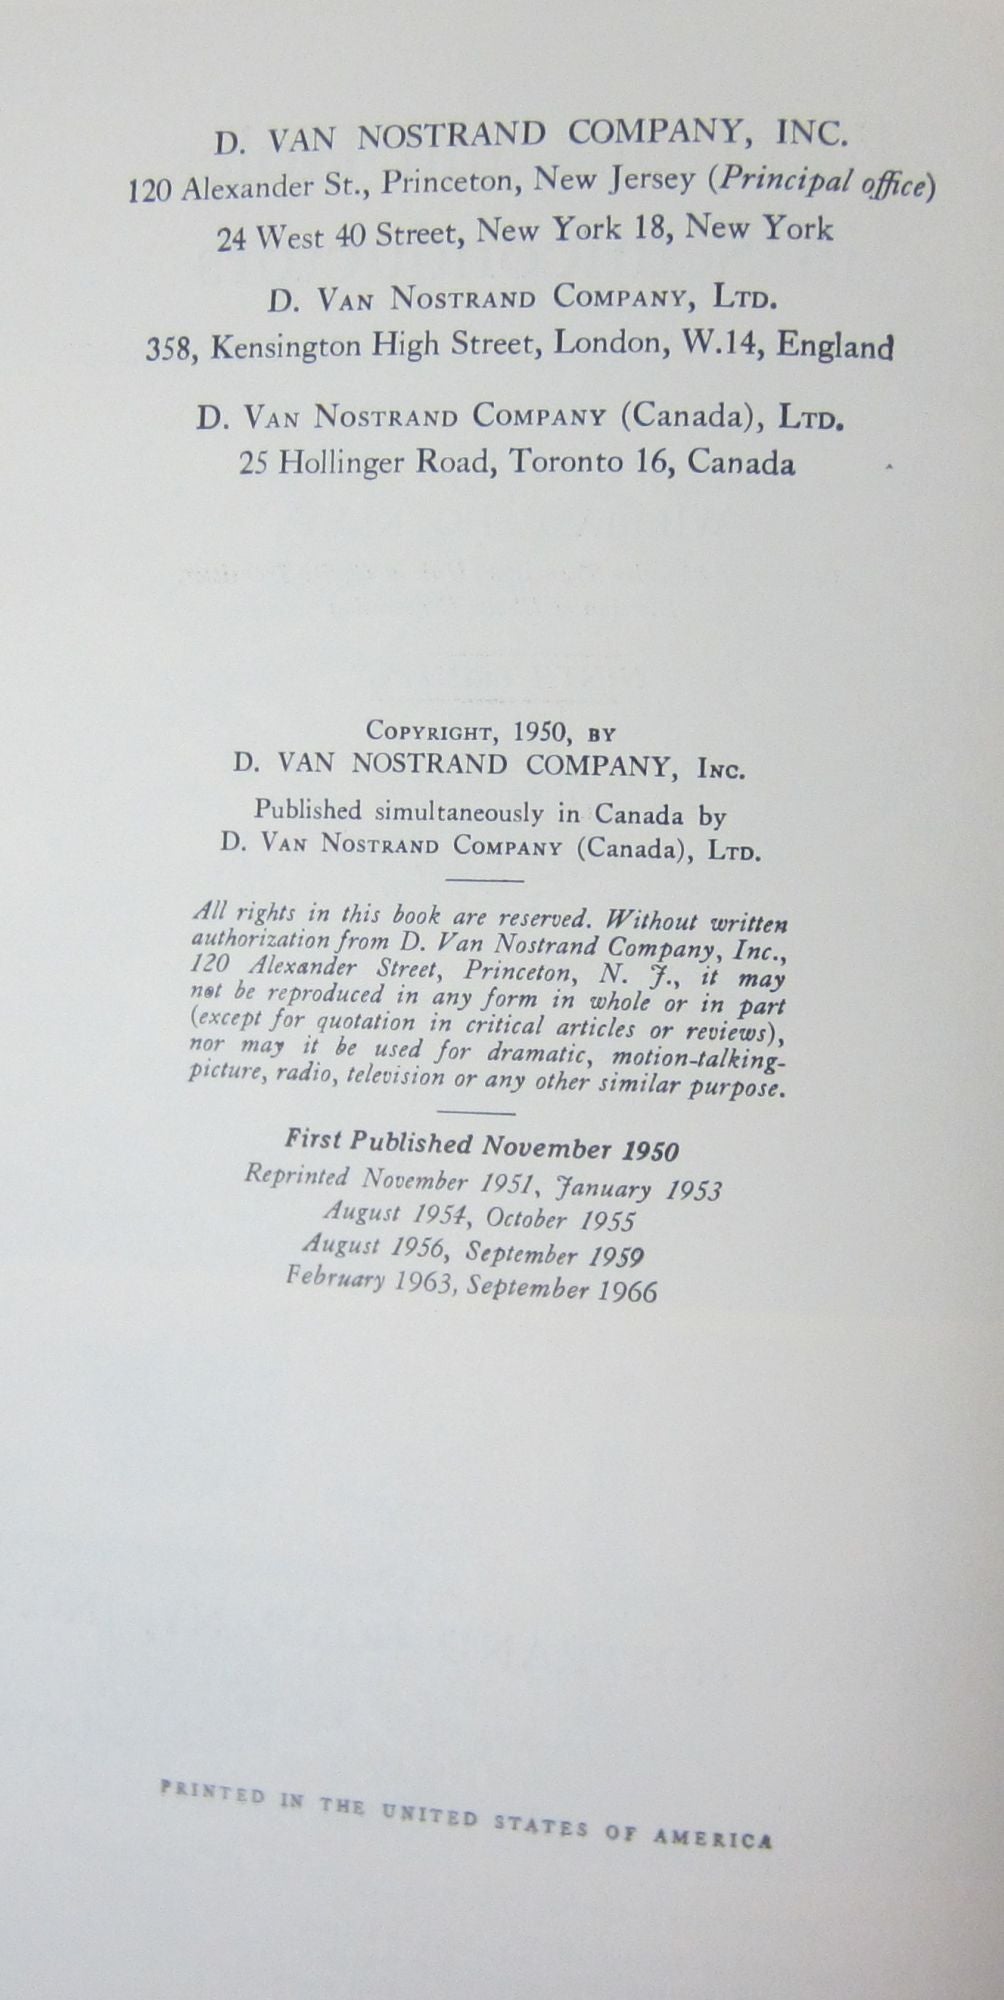 D. VAN NOSTRAND COMPANY, INC.
120 Alexander St., Princeton, New Jersey (Principal office)
24 West 40 Street, New York 18, New York
D. VAN NOSTRAND COMPANY, LTD.
358, Kensington High Street, London, W.14, England
D. VAN NOSTRAND COMPANY (Canada), LTD.
25 Hollinger Road, Toronto 16, Canada
COPYRIGHT, 1950, BY
D. VAN NOSTRAND COMPANY, INC.
Published simultaneously in Canada by
D. VAN NOSTRAND COMPANY (Canada), LTD.
All rights in this book are reserved. Without written
authorization from D. Van Nostrand Company, Inc.,
120 Alexander Street, Princeton, N. J., it may
not be reproduced in any form in whole or in part
(except for quotation in critical articles or reviews),
nor may it be used for dramatic, motion-talking-
picture, radio, television or any other similar purpose.
First Published November 1950
Reprinted November 1951, January 1953
August 1954, October 1955
August 1956, September 1959
February 1963, September 1966
PRINTED IN THE UNITED STATES OF AMERICA